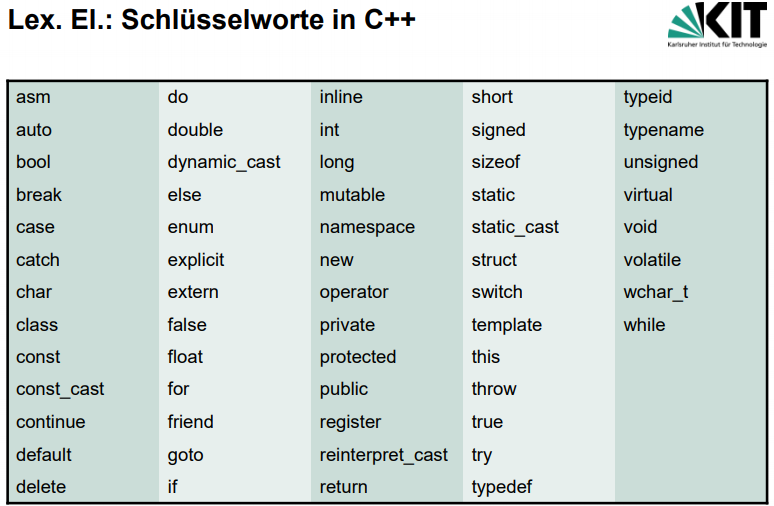 Lex. El.: Schlüsselworte in C++
KIT
Karlsruher Institut für Technologie
asm do inline short typeid
auto double int signed typename
bool dynamic_cast long sizeof unsigned
break else mutable static virtual
case enum namespace static_cast void
catch explicit new struct volatile
char extern operator switch wchar_t
class false private template while
const float protected this
const_cast for public throw
continue friend register true
default goto reinterpret_cast try
delete if return typedef